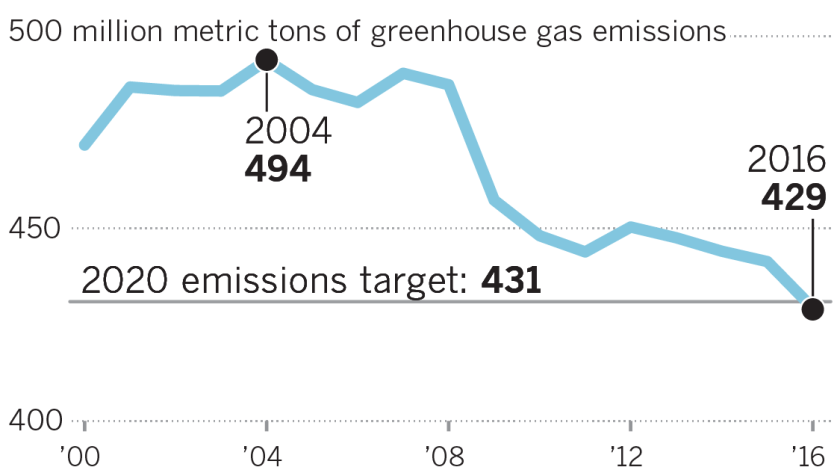 500 million metric tons of greenhouse gas emissions
2004
494
2016
429
450
2020 emissions target: 431
400
’00 ’04 ’08 ’12 ’16